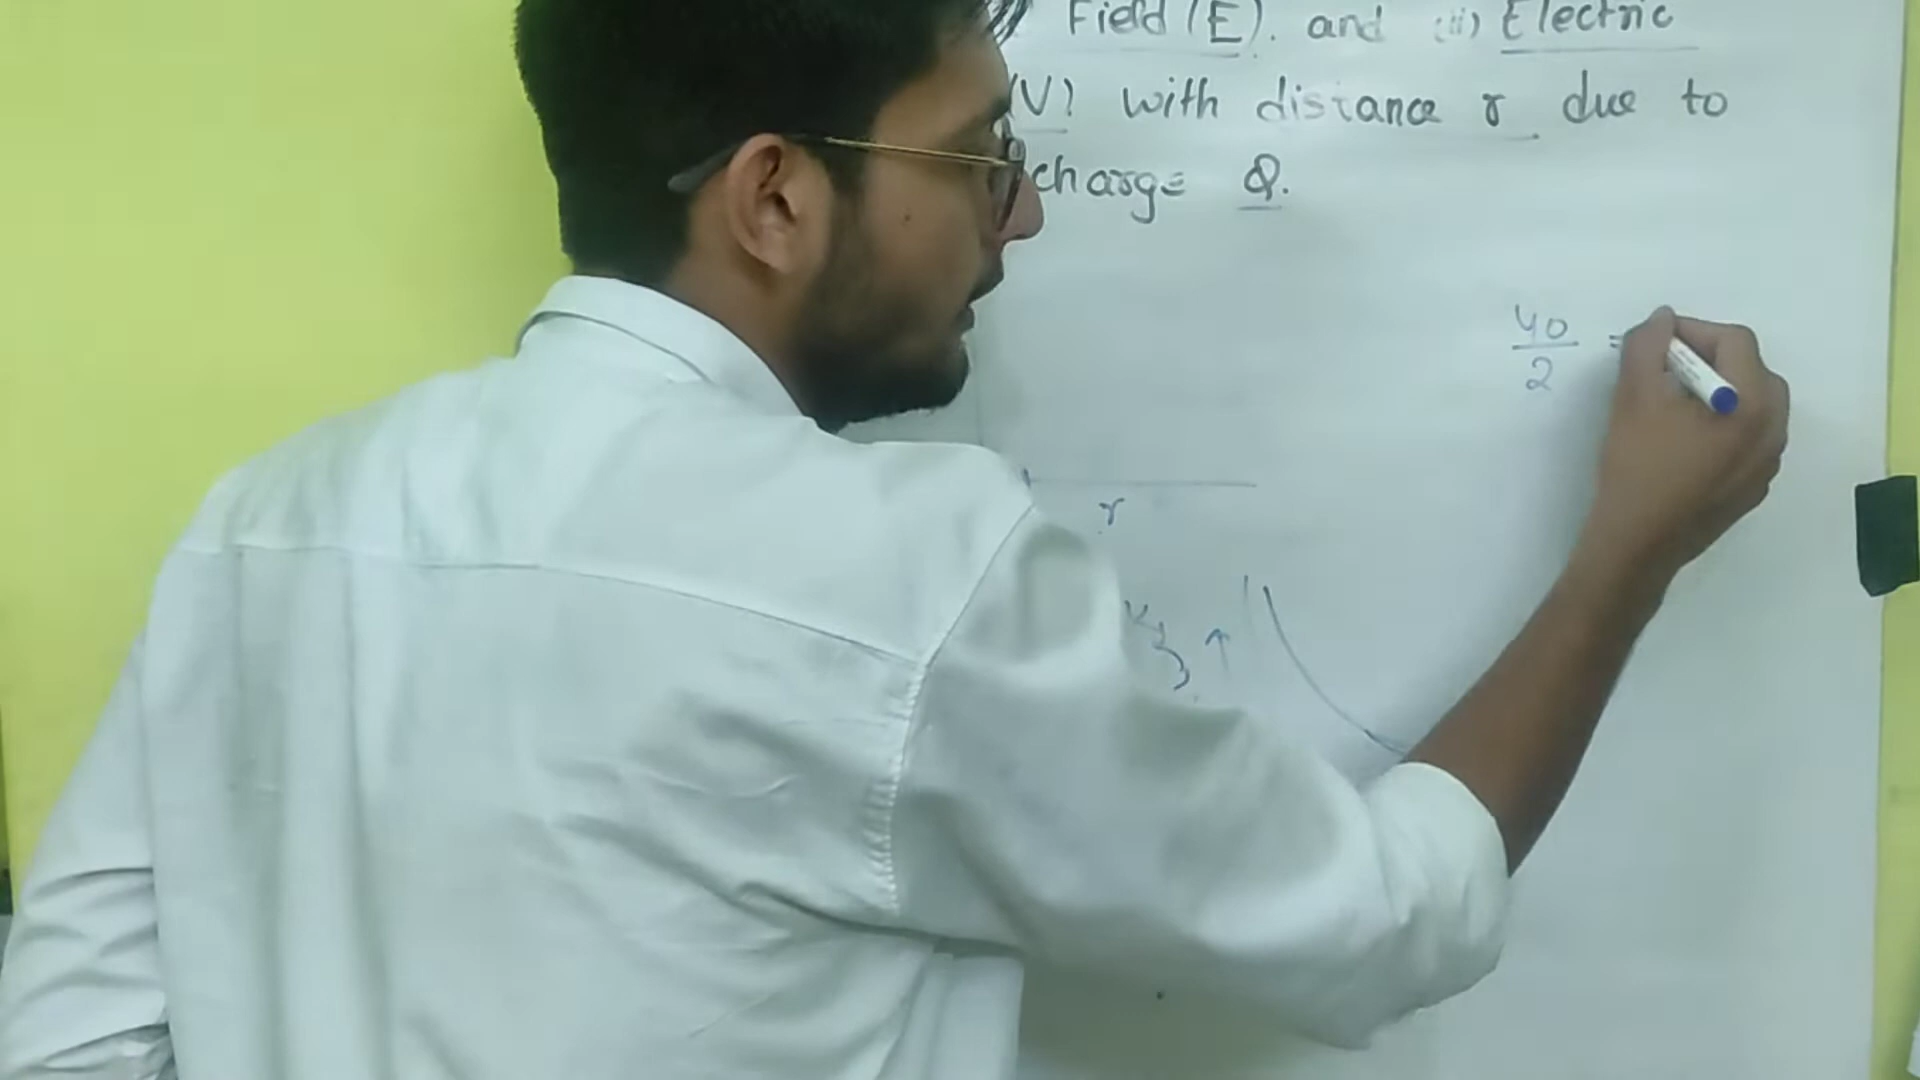 Field (E). and (ii) Electric
(V) with distance r due to
charge Q.
40
2
=
r